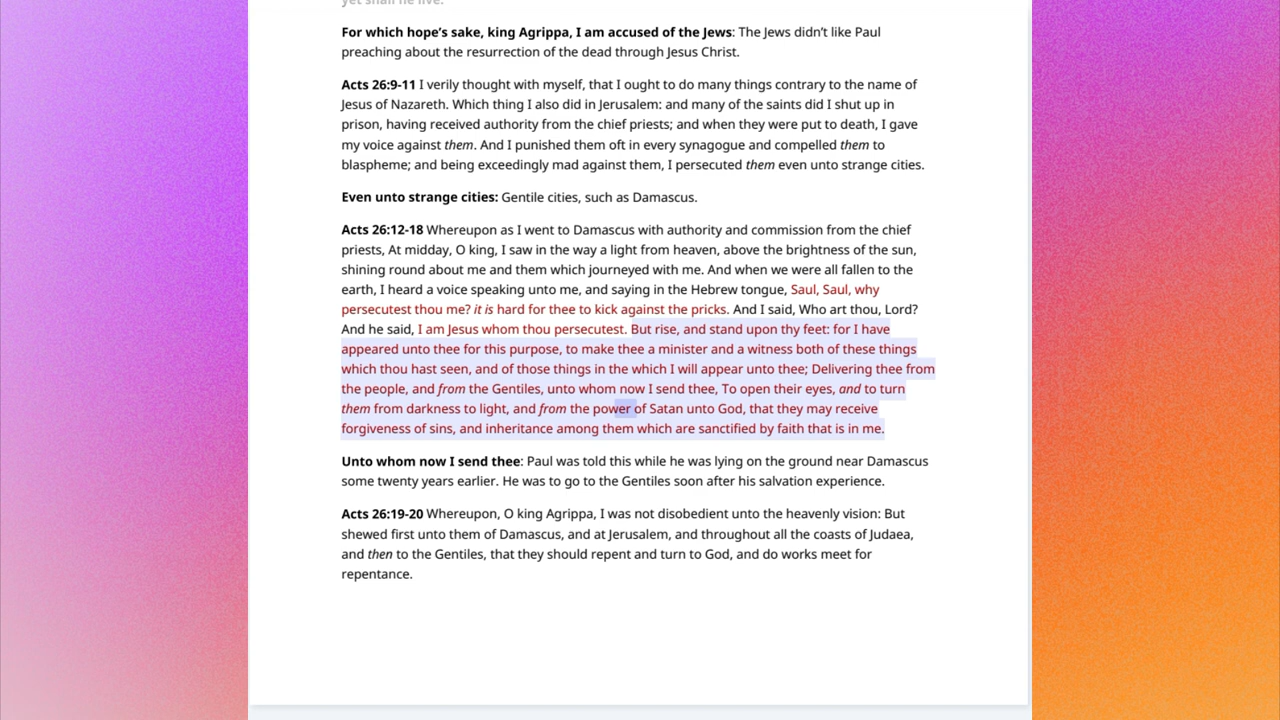 yet shall he live.
For which hope’s sake, king Agrippa, I am accused of the Jews: The Jews didn’t like Paul
preaching about the resurrection of the dead through Jesus Christ.
Acts 26:9-11 I verily thought with myself, that I ought to do many things contrary to the name of
Jesus of Nazareth. Which thing I also did in Jerusalem: and many of the saints did I shut up in
prison, having received authority from the chief priests; and when they were put to death, I gave
my voice against them. And I punished them oft in every synagogue and compelled them to
blaspheme; and being exceedingly mad against them, I persecuted them even unto strange cities.
Even unto strange cities: Gentile cities, such as Damascus.
Acts 26:12-18 Whereupon as I went to Damascus with authority and commission from the chief
priests, At midday, O king, I saw in the way a light from heaven, above the brightness of the sun,
shining round about me and them which journeyed with me. And when we were all fallen to the
earth, I heard a voice speaking unto me, and saying in the Hebrew tongue, Saul, Saul, why
persecutest thou me? it is hard for thee to kick against the pricks. And I said, Who art thou, Lord?
And he said, I am Jesus whom thou persecutest. But rise, and stand upon thy feet: for I have
appeared unto thee for this purpose, to make thee a minister and a witness both of these things
which thou hast seen, and of those things in the which I will appear unto thee; Delivering thee from
the people, and from the Gentiles, unto whom now I send thee, To open their eyes, and to turn
them from darkness to light, and from the power of Satan unto God, that they may receive
forgiveness of sins, and inheritance among them which are sanctified by faith that is in me.
Unto whom now I send thee: Paul was told this while he was lying on the ground near Damascus
some twenty years earlier. He was to go to the Gentiles soon after his salvation experience.
Acts 26:19-20 Whereupon, O king Agrippa, I was not disobedient unto the heavenly vision: But
shewed first unto them of Damascus, and at Jerusalem, and throughout all the coasts of Judaea,
and then to the Gentiles, that they should repent and turn to God, and do works meet for
repentance.